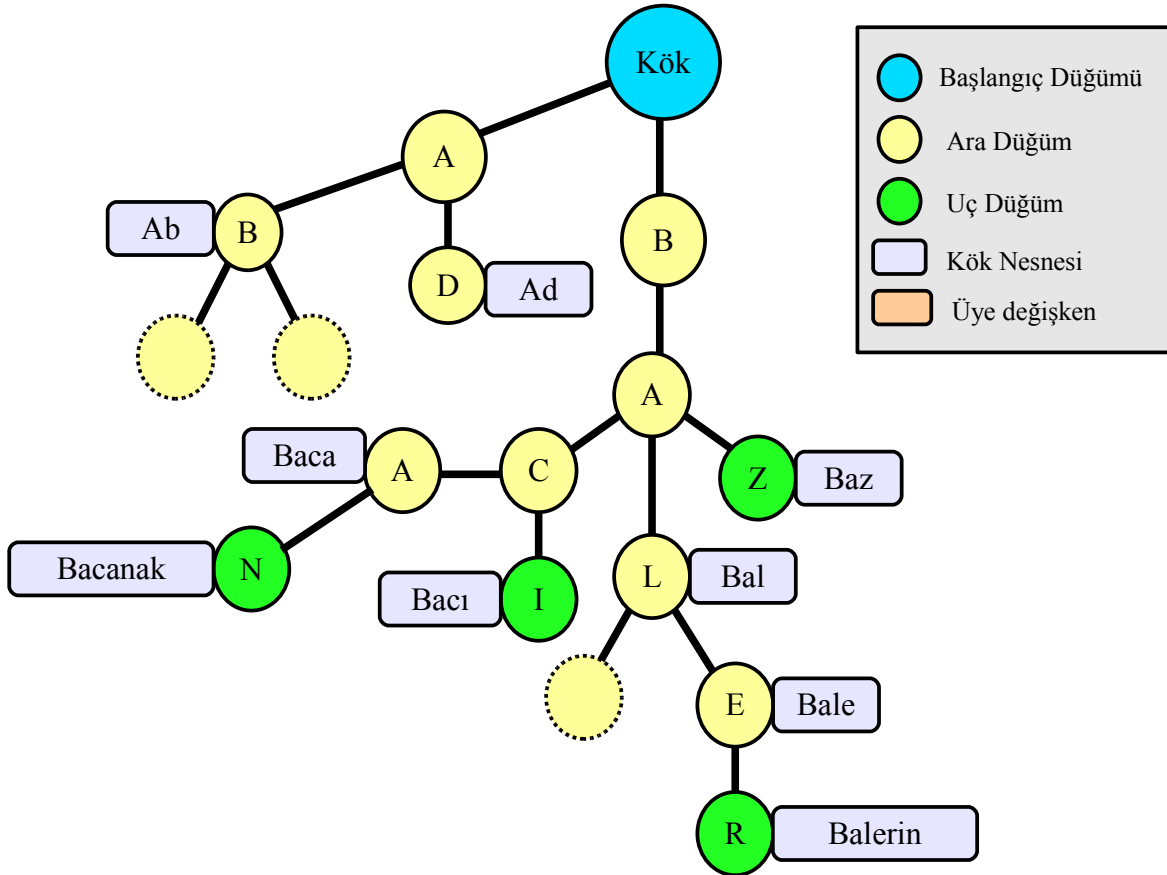 Kök
Başlangıç Düğümü
Ara Düğüm
Uç Düğüm
Kök Nesnesi
Üye değişken
A
Ab
B
D
Ad
B
A
Baca
A
C
Z
Baz
Bacanak
N
Bacı
I
L
Bal
E
Bale
R
Balerin